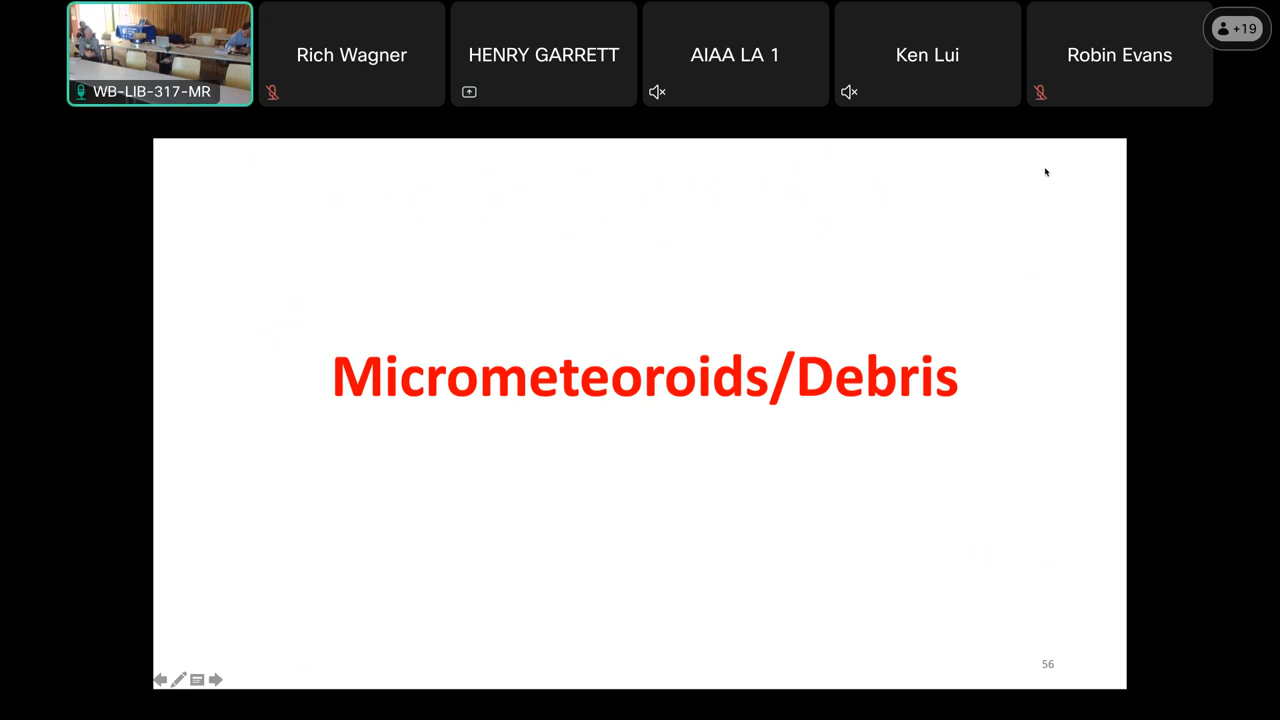 WB-LIB-317-MR
Rich Wagner
HENRY GARRETT
AIAA LA 1
Ken Lui
Robin Evans
+19
Micrometeoroids/Debris
56